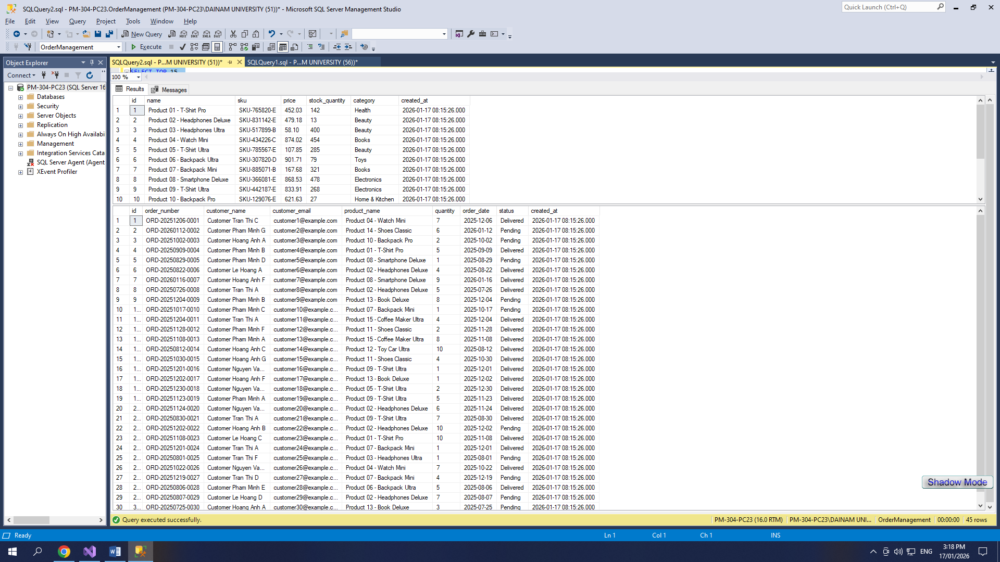 SQLQuery2.sql - PM-304-PC23.OrderManagement (PM-304-PC23\DAINAM UNIVERSITY (51))* - Microsoft SQL Server Management Studio
Quick Launch (Ctrl+Q)
File Edit View Query Project Tools Window Help
New Query
OrderManagement
Execute
Object Explorer
SQLQuery2.sql - P...M UNIVERSITY (51))*
SQLQuery1.sql - P...M UNIVERSITY (56))*
SELECT TOP 15
Connect
100 %
PM-304-PC23 (SQL Server 16
Databases
Security
Server Objects
Replication
Always On High Availabi
Management
Integration Services Cata
SQL Server Agent (Agent
XEvent Profiler
Results Messages
id name sku price stock_quantity category created_at
1 1 Product 01 - T-Shirt Pro SKU-765820-E 452.03 142 Health 2026-01-17 08:15:26.000
2 2 Product 02 - Headphones Deluxe SKU-831142-E 479.18 13 Beauty 2026-01-17 08:15:26.000
3 3 Product 03 - Headphones Ultra SKU-517899-B 58.10 400 Beauty 2026-01-17 08:15:26.000
4 4 Product 04 - Watch Mini SKU-434226-C 874.02 454 Books 2026-01-17 08:15:26.000
5 5 Product 05 - T-Shirt Ultra SKU-785567-E 107.85 285 Beauty 2026-01-17 08:15:26.000
6 6 Product 06 - Backpack Ultra SKU-307820-D 901.71 79 Toys 2026-01-17 08:15:26.000
7 7 Product 07 - Backpack Mini SKU-885071-B 167.68 321 Books 2026-01-17 08:15:26.000
8 8 Product 08 - Smartphone Deluxe SKU-366081-E 868.53 478 Electronics 2026-01-17 08:15:26.000
9 9 Product 09 - T-Shirt Ultra SKU-442187-E 833.91 268 Electronics 2026-01-17 08:15:26.000
10 10 Product 10 - Backpack Pro SKU-129076-E 621.63 27 Home & Kitchen 2026-01-17 08:15:26.000
id order_number customer_name customer_email product_name quantity order_date status created_at
1 1 ORD-20251206-0001 Customer Tran Thi C customer1@example.com Product 04 - Watch Mini 7 2025-12-06 Delivered 2026-01-17 08:15:26.000
2 2 ORD-20260112-0002 Customer Pham Minh G customer2@example.com Product 14 - Shoes Classic 6 2026-01-12 Pending 2026-01-17 08:15:26.000
3 3 ORD-20251002-0003 Customer Hoang Anh A customer3@example.com Product 10 - Backpack Pro 2 2025-10-02 Pending 2026-01-17 08:15:26.000
4 4 ORD-20250909-0004 Customer Pham Minh B customer4@example.com Product 01 - T-Shirt Pro 5 2025-09-09 Delivered 2026-01-17 08:15:26.000
5 5 ORD-20250829-0005 Customer Pham Minh D customer5@example.com Product 08 - Smartphone Deluxe 1 2025-08-29 Pending 2026-01-17 08:15:26.000
6 6 ORD-20250822-0006 Customer Le Hoang A customer6@example.com Product 02 - Headphones Deluxe 4 2025-08-22 Delivered 2026-01-17 08:15:26.000
7 7 ORD-20260116-0007 Customer Hoang Anh F customer7@example.com Product 08 - Smartphone Deluxe 9 2026-01-16 Delivered 2026-01-17 08:15:26.000
8 8 ORD-20250726-0008 Customer Tran Thi A customer8@example.com Product 02 - Headphones Deluxe 5 2025-07-26 Delivered 2026-01-17 08:15:26.000
9 9 ORD-20251204-0009 Customer Pham Minh B customer9@example.com Product 13 - Book Deluxe 8 2025-12-04 Pending 2026-01-17 08:15:26.000
10 1... ORD-20251017-0010 Customer Pham Minh C customer10@example.c... Product 07 - Backpack Mini 1 2025-10-17 Pending 2026-01-17 08:15:26.000
11 1... ORD-20251204-0011 Customer Tran Thi A customer11@example.c... Product 15 - Coffee Maker Ultra 4 2025-12-04 Delivered 2026-01-17 08:15:26.000
12 1... ORD-20251128-0012 Customer Pham Minh F customer12@example.c... Product 11 - Shoes Classic 2 2025-11-28 Delivered 2026-01-17 08:15:26.000
13 1... ORD-20251108-0013 Customer Pham Minh A customer13@example.c... Product 15 - Coffee Maker Ultra 8 2025-11-08 Delivered 2026-01-17 08:15:26.000
14 1... ORD-20250812-0014 Customer Hoang Anh C customer14@example.c... Product 12 - Toy Car Ultra 10 2025-08-12 Delivered 2026-01-17 08:15:26.000
15 1... ORD-20251030-0015 Customer Hoang Anh G customer15@example.c... Product 11 - Shoes Classic 4 2025-10-30 Delivered 2026-01-17 08:15:26.000
16 1... ORD-20251201-0016 Customer Nguyen Va... customer16@example.c... Product 09 - T-Shirt Ultra 1 2025-12-01 Delivered 2026-01-17 08:15:26.000
17 1... ORD-20251202-0017 Customer Hoang Anh F customer17@example.c... Product 13 - Book Deluxe 1 2025-12-02 Delivered 2026-01-17 08:15:26.000
18 1... ORD-20251230-0018 Customer Nguyen Va... customer18@example.c... Product 05 - T-Shirt Ultra 2 2025-12-30 Delivered 2026-01-17 08:15:26.000
19 1... ORD-20251123-0019 Customer Pham Minh A customer19@example.c... Product 09 - T-Shirt Ultra 5 2025-11-23 Delivered 2026-01-17 08:15:26.000
20 2... ORD-20251124-0020 Customer Nguyen Va... customer20@example.c... Product 02 - Headphones Deluxe 6 2025-11-24 Delivered 2026-01-17 08:15:26.000
21 2... ORD-20250830-0021 Customer Tran Thi A customer21@example.c... Product 09 - T-Shirt Ultra 7 2025-08-30 Delivered 2026-01-17 08:15:26.000
22 2... ORD-20251202-0022 Customer Hoang Anh B customer22@example.c... Product 02 - Headphones Deluxe 10 2025-12-02 Pending 2026-01-17 08:15:26.000
23 2... ORD-20251108-0023 Customer Le Hoang C customer23@example.c... Product 01 - T-Shirt Pro 10 2025-11-08 Delivered 2026-01-17 08:15:26.000
24 2... ORD-20251201-0024 Customer Tran Thi A customer24@example.c... Product 07 - Backpack Mini 1 2025-12-01 Delivered 2026-01-17 08:15:26.000
25 2... ORD-20250801-0025 Customer Tran Thi F customer25@example.c... Product 03 - Headphones Ultra 1 2025-08-01 Pending 2026-01-17 08:15:26.000
26 2... ORD-20251022-0026 Customer Nguyen Va... customer26@example.c... Product 04 - Watch Mini 7 2025-10-22 Delivered 2026-01-17 08:15:26.000
27 2... ORD-20251219-0027 Customer Tran Thi D customer27@example.c... Product 07 - Backpack Mini 4 2025-12-19 Pending 2026-01-17 08:15:26.000
28 2... ORD-20250806-0028 Customer Pham Minh E customer28@example.c... Product 06 - Backpack Ultra 5 2025-08-06 Delivered 2026-01-17 08:15:26.000
29 2... ORD-20250807-0029 Customer Le Hoang D customer29@example.c... Product 02 - Headphones Deluxe 7 2025-08-07 Pending 2026-01-17 08:15:26.000
30 3... ORD-20250725-0030 Customer Hoang Anh A customer30@example.c... Product 13 - Book Deluxe 3 2025-07-25 Pending 2026-01-17 08:15:26.000
Shadow Mode
Query executed successfully.
PM-304-PC23 (16.0 RTM) PM-304-PC23\DAINAM UNI... OrderManagement 00:00:00 45 rows
Ready
Ln 1 Col 1 Ch 1 INS
ENG
3:18 PM
17/01/2026